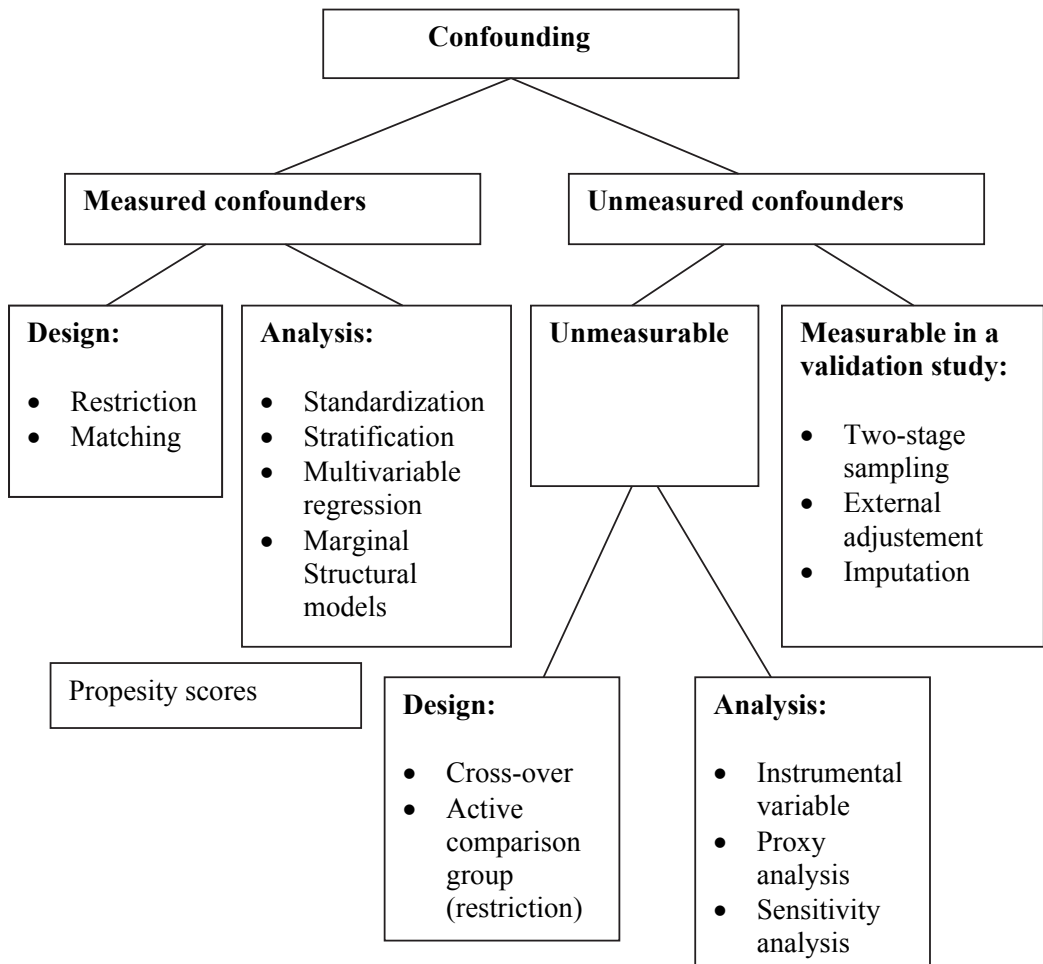 Confounding
Measured confounders
Unmeasured confounders
Design:
• Restriction
• Matching
Analysis:
• Standardization
• Stratification
• Multivariable
regression
• Marginal
Structural
models
Unmeasurable
Measurable in a
validation study:
• Two-stage
sampling
• External
adjustement
• Imputation
Propesity scores
Design:
• Cross-over
• Active
comparison
group
(restriction)
Analysis:
• Instrumental
variable
• Proxy
analysis
• Sensitivity
analysis